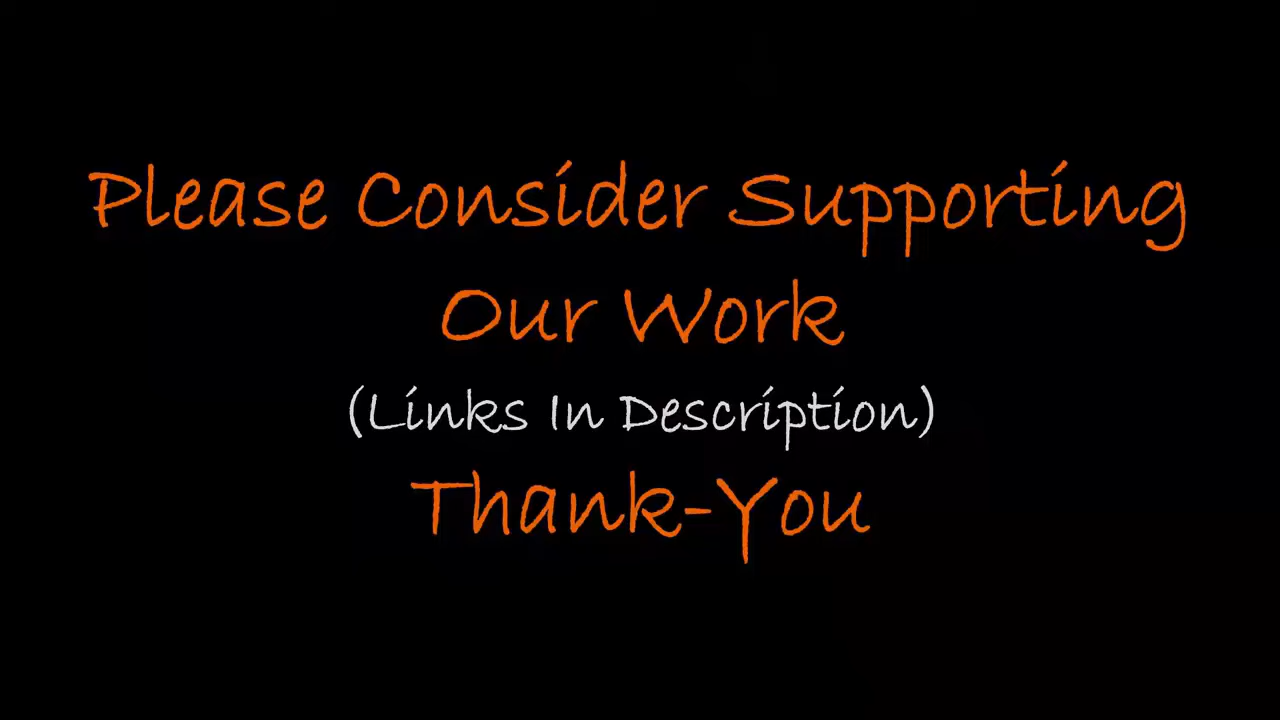 Please Consider Supporting
Our Work
(Links In Description)
Thank-You